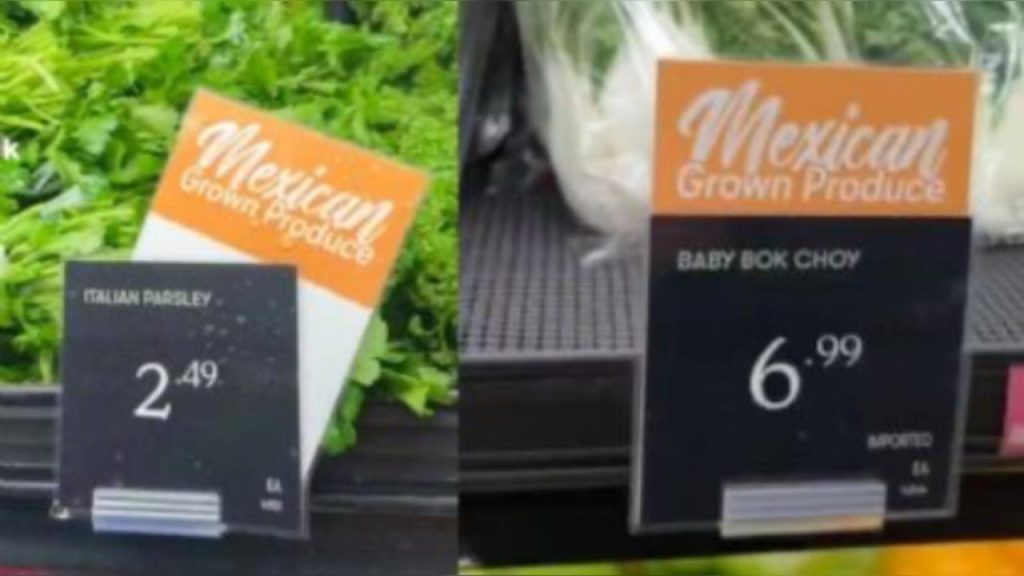 k
Mexican
Grown Produce
ITALIAN PARSLEY
2.49
EA
Mexican
Grown Produce
BABY BOK CHOY
6.99
IMPORTED
EA